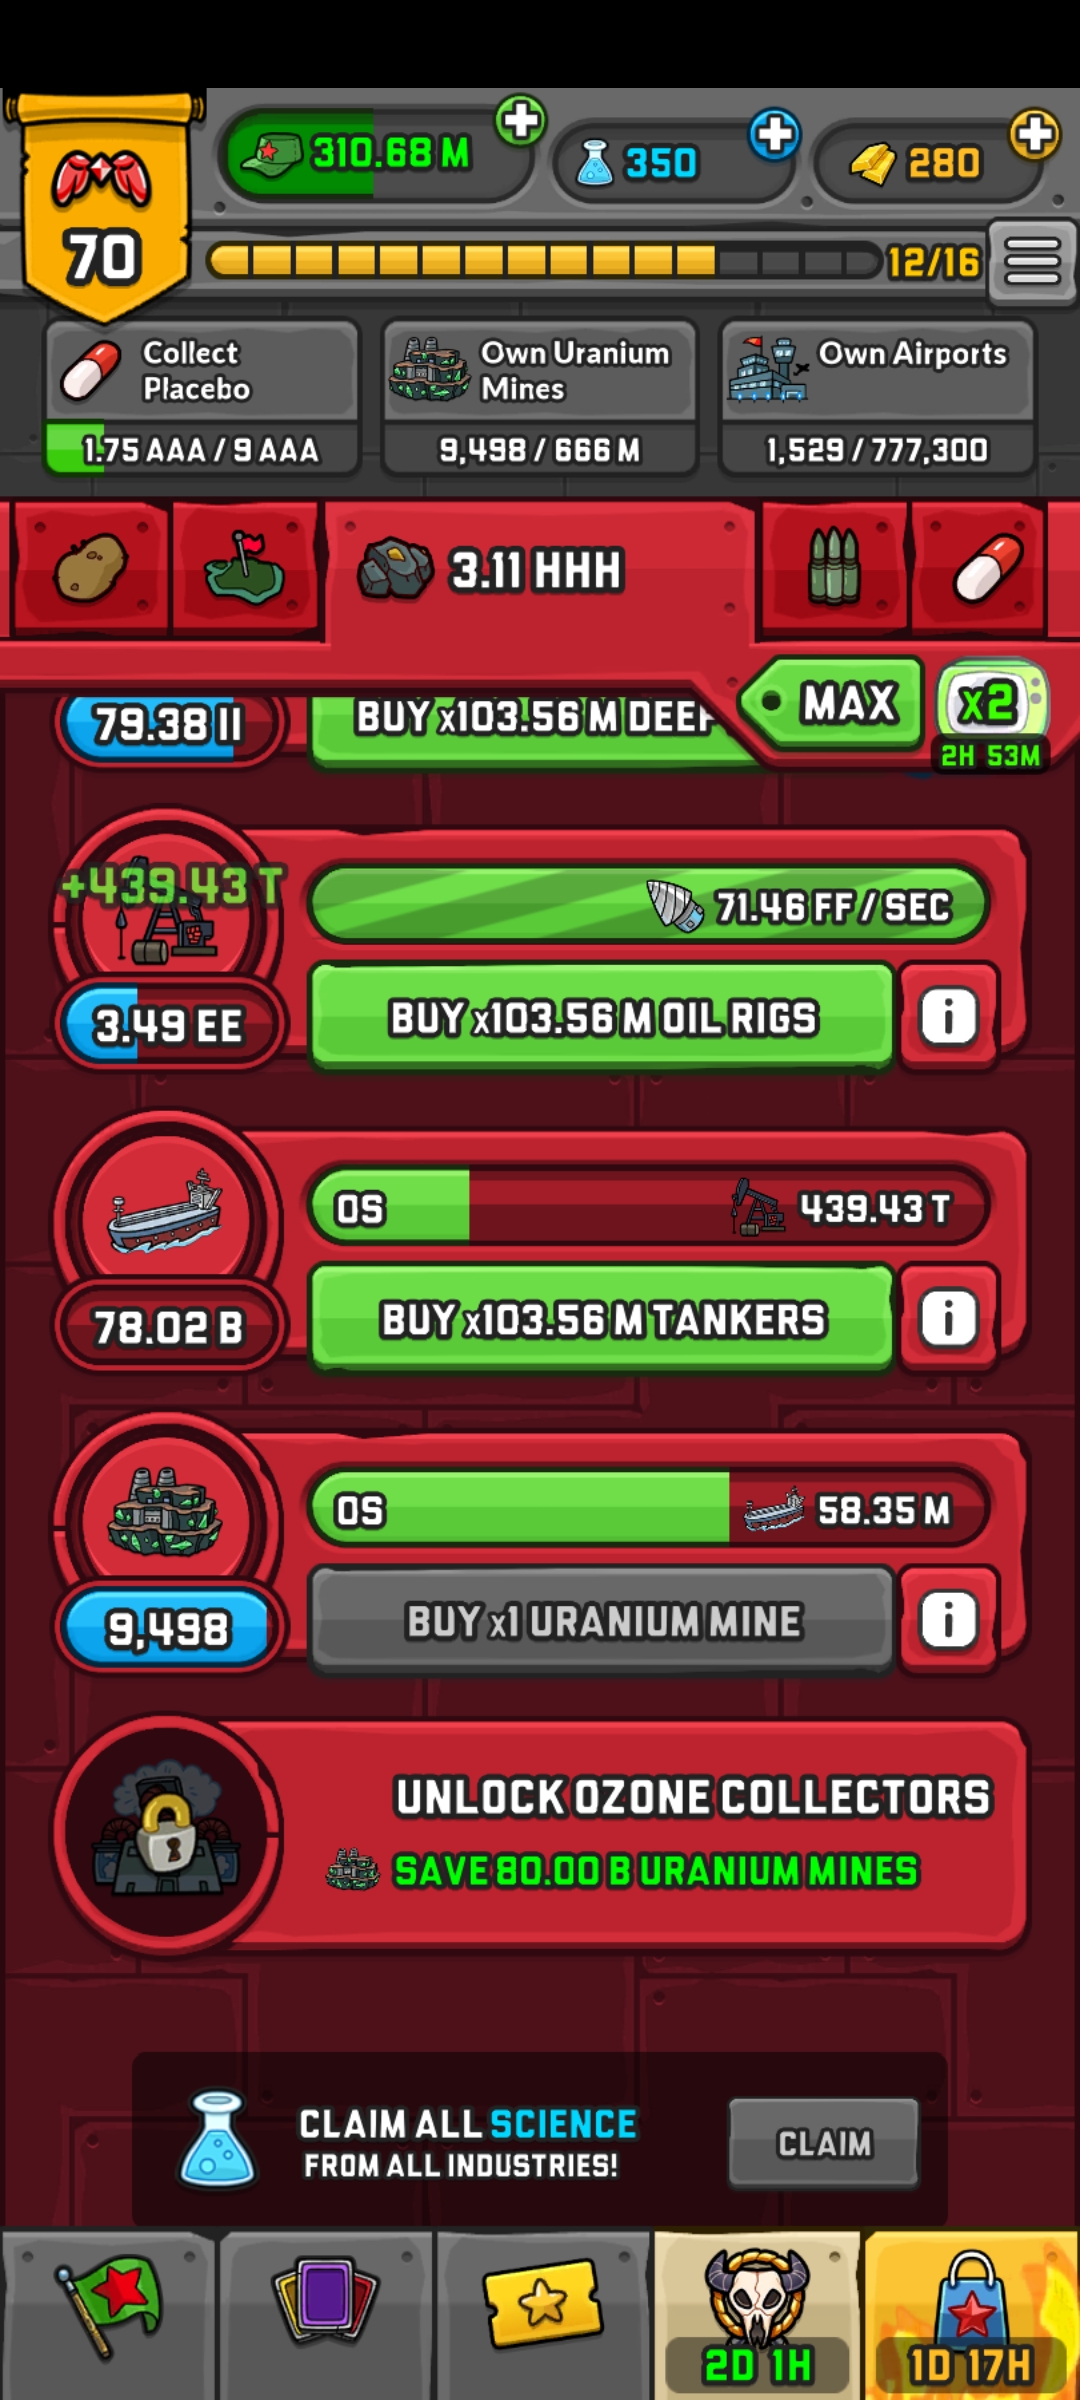 310.68 M
350
280
70
12/16
Collect
Placebo
Own Uranium
Mines
Own Airports
1.75 AAA / 9 AAA
9,498 / 666 M
1,529 / 777,300
3.11 HHH
MAX
x2
2H 53M
79.38 II
BUY x103.56 M DEEP
+439.43 T
71.46 FF / SEC
3.49 EE
BUY x103.56 M OIL RIGS
i
0S
439.43 T
78.02 B
BUY x103.56 M TANKERS
i
0S
58.35 M
9,498
BUY x1 URANIUM MINE
i
UNLOCK OZONE COLLECTORS
SAVE 80.00 B URANIUM MINES
CLAIM ALL SCIENCE
FROM ALL INDUSTRIES!
CLAIM
2D 1H
1D 17H